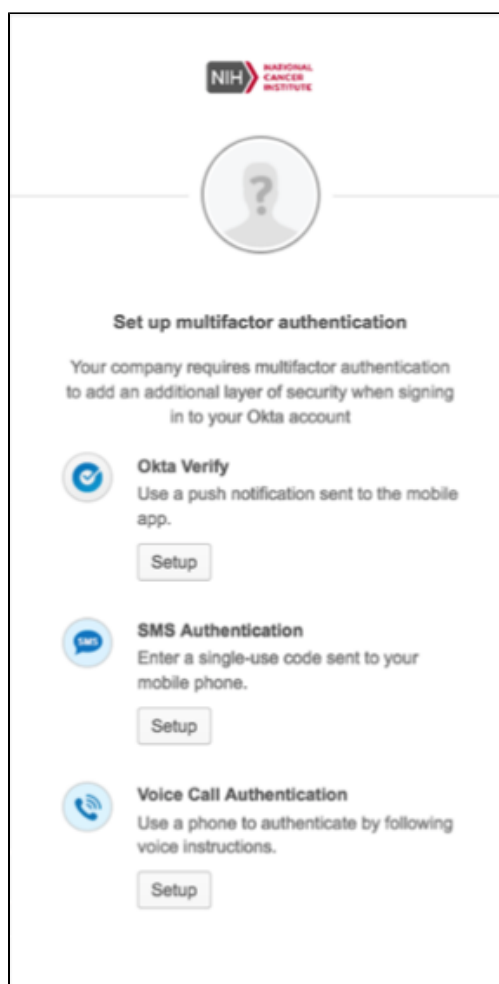 NIH NATIONAL
CANCER
INSTITUTE
?
Set up multifactor authentication
Your company requires multifactor authentication
to add an additional layer of security when signing
in to your Okta account
Okta Verify
Use a push notification sent to the mobile
app.
Setup
SMS
SMS Authentication
Enter a single-use code sent to your
mobile phone.
Setup
Voice Call Authentication
Use a phone to authenticate by following
voice instructions.
Setup